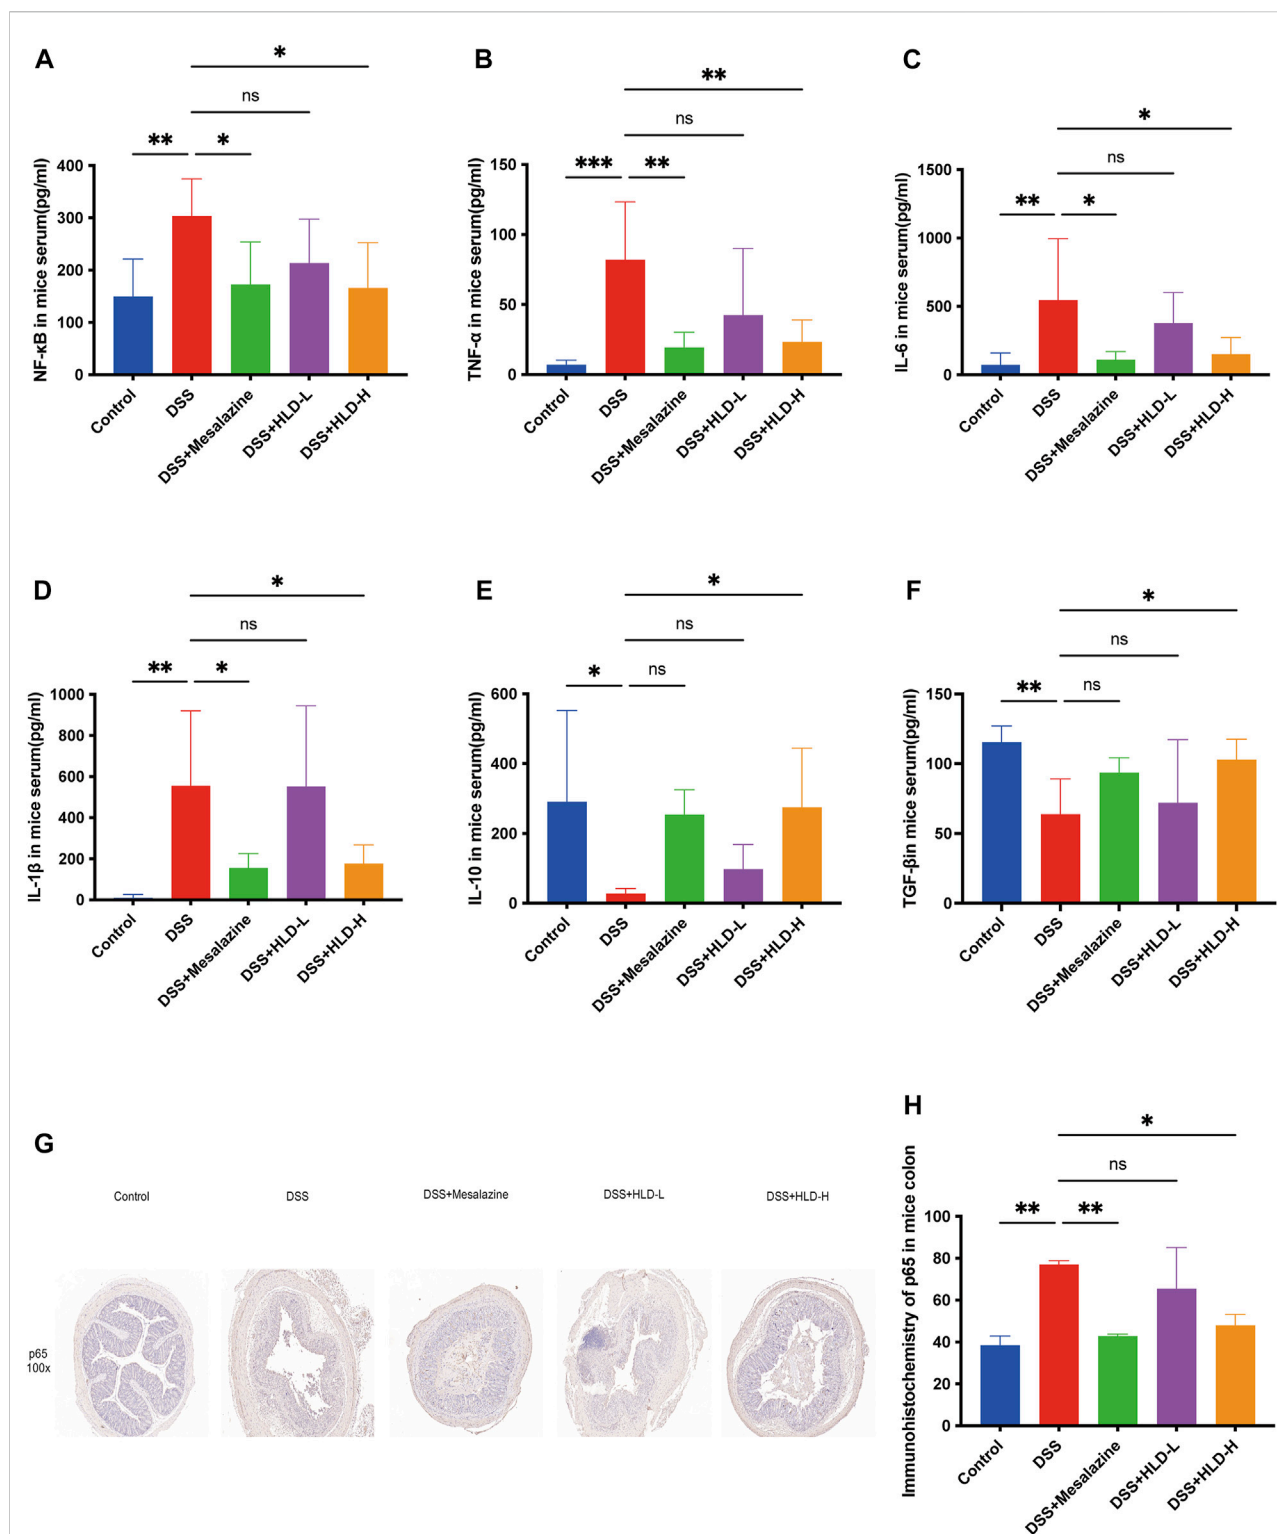 A
*
ns
**
*
NF-κB in mice serum(pg/ml)
400
300
200
100
0
Control
DSS
DSS+Mesalazine
DSS+HLD-L
DSS+HLD-H
B
**
ns
***
**
TNF-α in mice serum(pg/ml)
150
100
50
0
Control
DSS
DSS+Mesalazine
DSS+HLD-L
DSS+HLD-H
C
*
ns
**
*
IL-6 in mice serum(pg/ml)
1500
1000
500
0
Control
DSS
DSS+Mesalazine
DSS+HLD-L
DSS+HLD-H
D
*
ns
**
*
IL-1β in mice serum(pg/ml)
1000
800
600
400
200
0
Control
DSS
DSS+Mesalazine
DSS+HLD-L
DSS+HLD-H
E
*
ns
*
ns
IL-10 in mice serum(pg/ml)
600
400
200
0
Control
DSS
DSS+Mesalazine
DSS+HLD-L
DSS+HLD-H
F
*
ns
**
ns
TGF-βin mice serum(pg/ml)
150
100
50
0
Control
DSS
DSS+Mesalazine
DSS+HLD-L
DSS+HLD-H
G
Control
DSS
DSS+Mesalazine
DSS+HLD-L
DSS+HLD-H
p65
100x
H
*
ns
**
**
Immunohistochemistry of p65 in mice colon
100
80
60
40
20
0
Control
DSS
DSS+Mesalazine
DSS+HLD-L
DSS+HLD-H